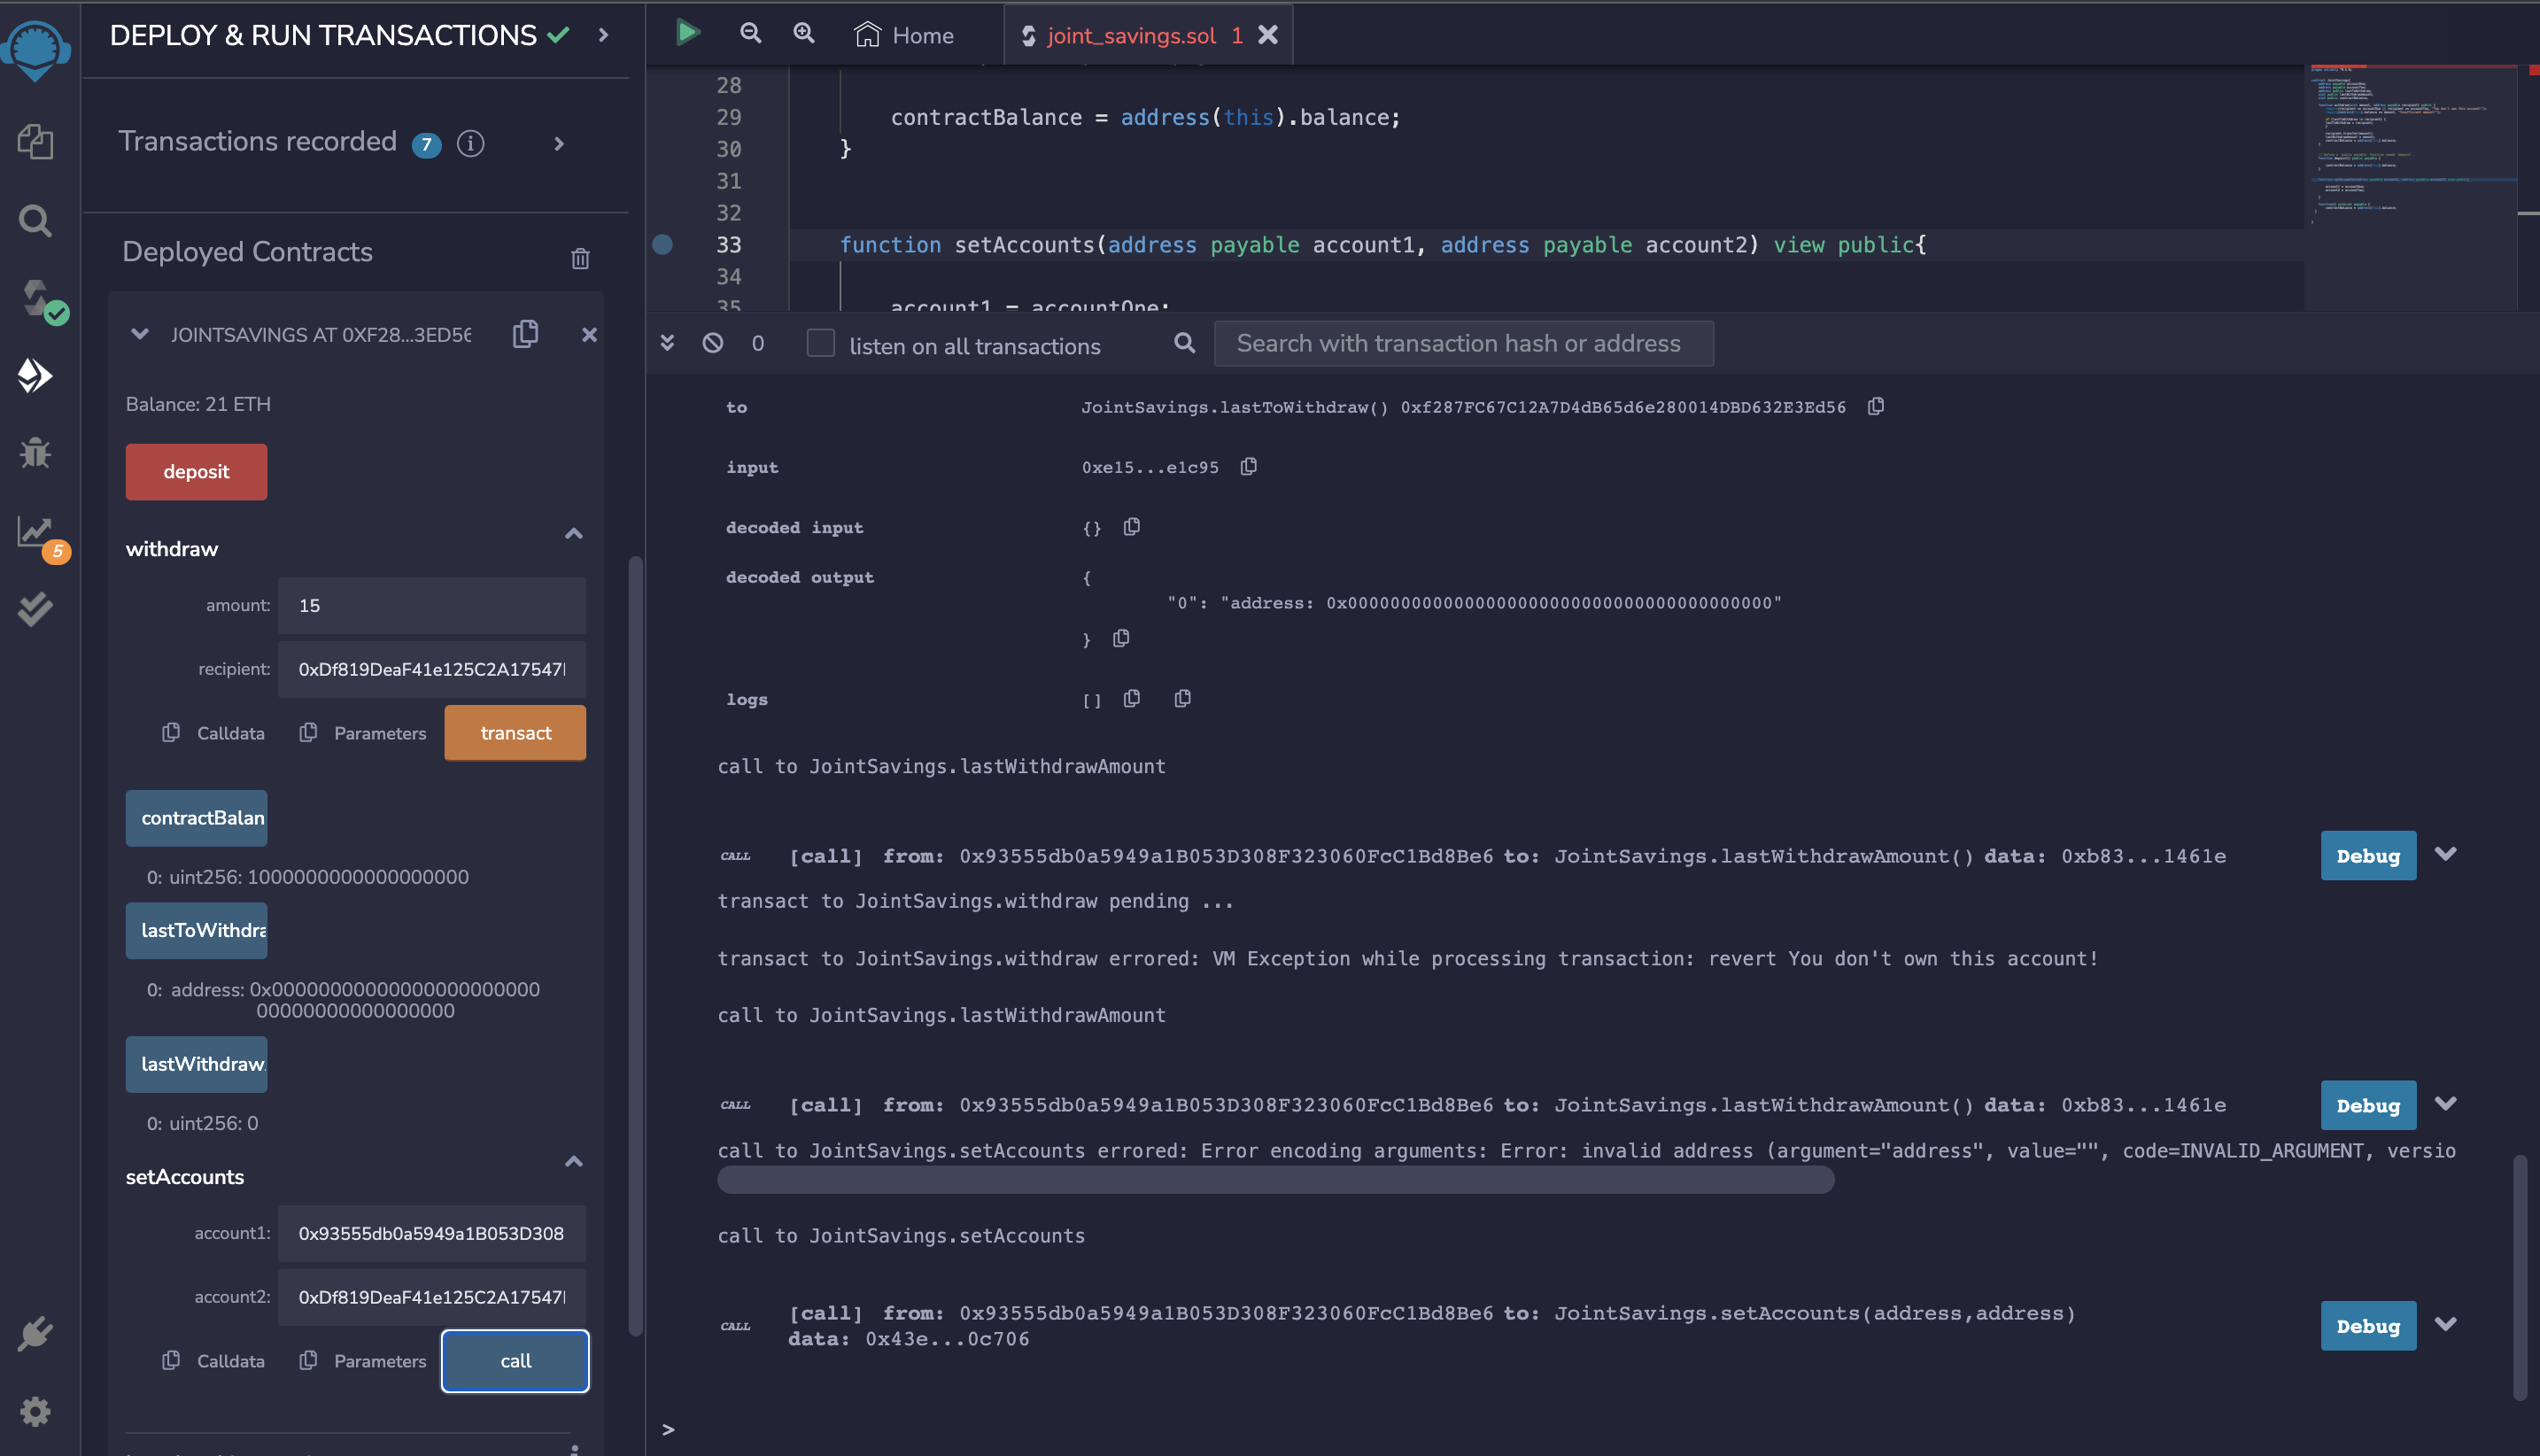 DEPLOY & RUN TRANSACTIONS
Transactions recorded 7 i
Deployed Contracts
JOINTSAVINGS AT 0XF28...3ED56
Balance: 21 ETH
deposit
withdraw
amount: 15
recipient: 0xDf819DeaF41e125C2A17547
Calldata Parameters transact
contractBalan
0: uint256: 1000000000000000000
lastToWithdra
0: address: 0x00000000000000000000000
00000000000000000
lastWithdraw
0: uint256: 0
setAccounts
account1: 0x93555db0a5949a1B053D308
account2: 0xDf819DeaF41e125C2A17547
Calldata Parameters call
5
Home joint_savings.sol 1
28
29 contractBalance = address(this).balance;
30 }
31
32
33 function setAccounts(address payable account1, address payable account2) view public{
34
35 account1 = accountOne;
0 listen on all transactions Search with transaction hash or address
to JointSavings.lastToWithdraw() 0xf287FC67C12A7D4dB65d6e280014DBD632E3Ed56
input 0xe15...e1c95
decoded input {}
decoded output {
"0": "address: 0x0000000000000000000000000000000000000000"
}
logs []
call to JointSavings.lastWithdrawAmount
CALL [call] from: 0x93555db0a5949a1B053D308F323060FcC1Bd8Be6 to: JointSavings.lastWithdrawAmount() data: 0xb83...1461e Debug
transact to JointSavings.withdraw pending ...
transact to JointSavings.withdraw errored: VM Exception while processing transaction: revert You don't own this account!
call to JointSavings.lastWithdrawAmount
CALL [call] from: 0x93555db0a5949a1B053D308F323060FcC1Bd8Be6 to: JointSavings.lastWithdrawAmount() data: 0xb83...1461e Debug
call to JointSavings.setAccounts errored: Error encoding arguments: Error: invalid address (argument="address", value="", code=INVALID_ARGUMENT, versio
call to JointSavings.setAccounts
CALL [call] from: 0x93555db0a5949a1B053D308F323060FcC1Bd8Be6 to: JointSavings.setAccounts(address,address)
data: 0x43e...0c706 Debug
>